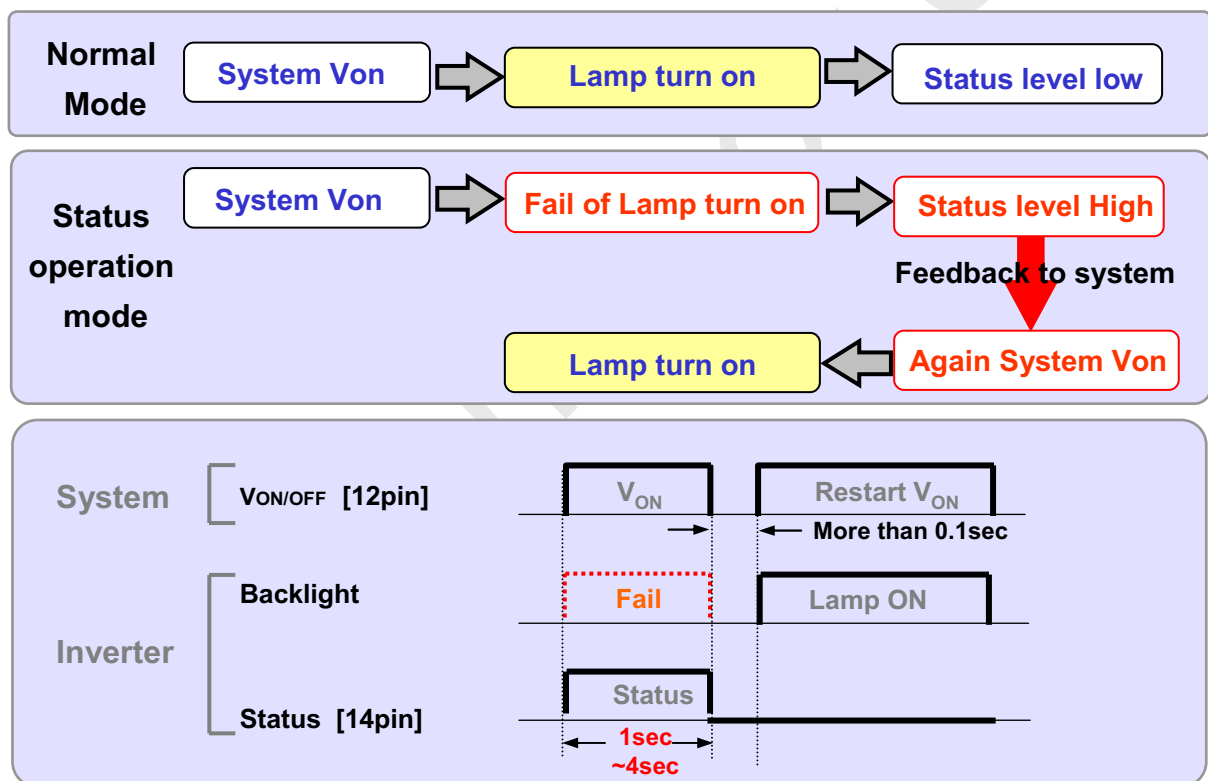 Normal
Mode
System Von
Lamp turn on
Status level low
Status
operation
mode
System Von
Fail of Lamp turn on
Status level High
Feedback to system
Again System Von
Lamp turn on
System
VON/OFF [12pin]
VON
Restart VON
More than 0.1sec
Inverter
Backlight
Fail
Lamp ON
Status [14pin]
Status
1sec
~4sec